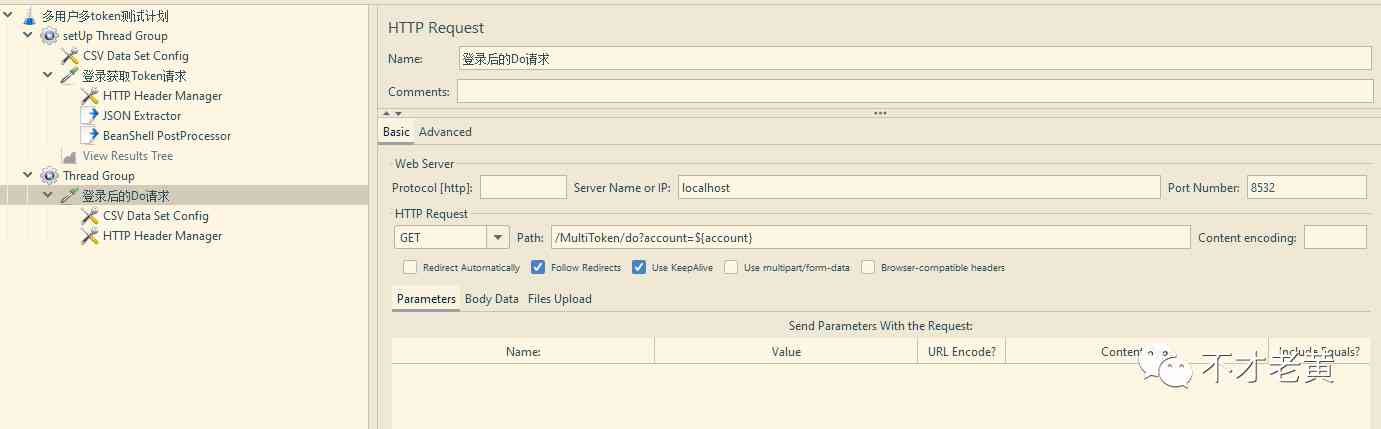 多用户多token测试计划
setUp Thread Group
CSV Data Set Config
登录获取Token请求
HTTP Header Manager
JSON Extractor
BeanShell PostProcessor
View Results Tree
Thread Group
登录后的Do请求
CSV Data Set Config
HTTP Header Manager
HTTP Request
Name: 登录后的Do请求
Comments:
Basic Advanced
Web Server
Protocol [http]: Server Name or IP: localhost Port Number: 8532
HTTP Request
GET Path: /MultiToken/do?account=${account} Content encoding:
Redirect Automatically Follow Redirects Use KeepAlive Use multipart/form-data Browser-compatible headers
Parameters Body Data Files Upload
Send Parameters With the Request:
Name: Value URL Encode? Content Include Equals?
不才老黄